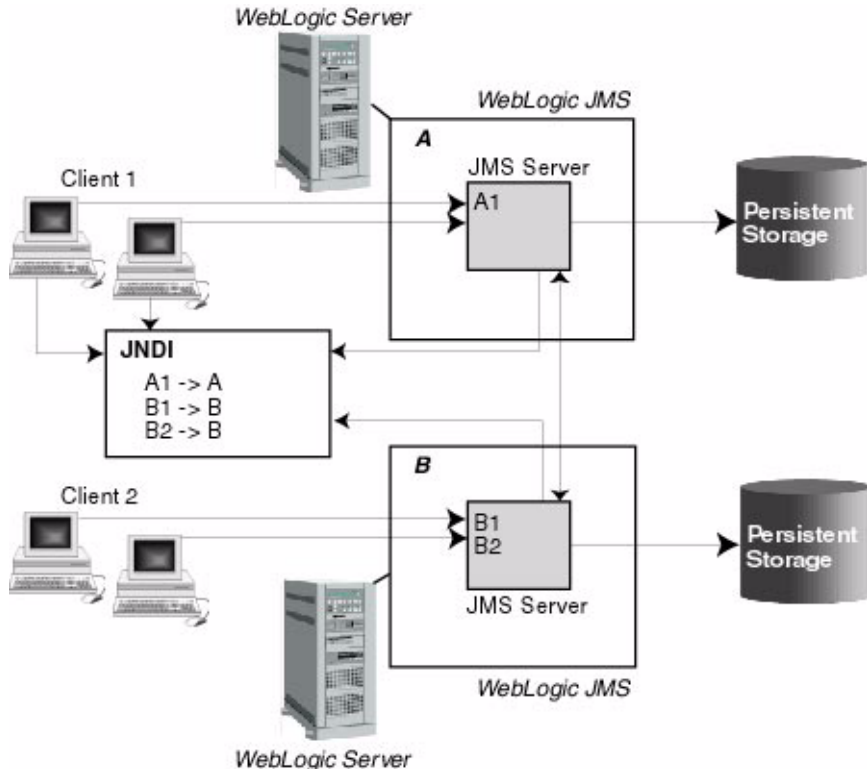 WebLogic Server
WebLogic JMS
A
JMS Server
Client 1
A1
Persistent
Storage
JNDI
A1 -> A
B1 -> B
B2 -> B
B
Client 2
B1
B2
Persistent
Storage
JMS Server
WebLogic JMS
WebLogic Server